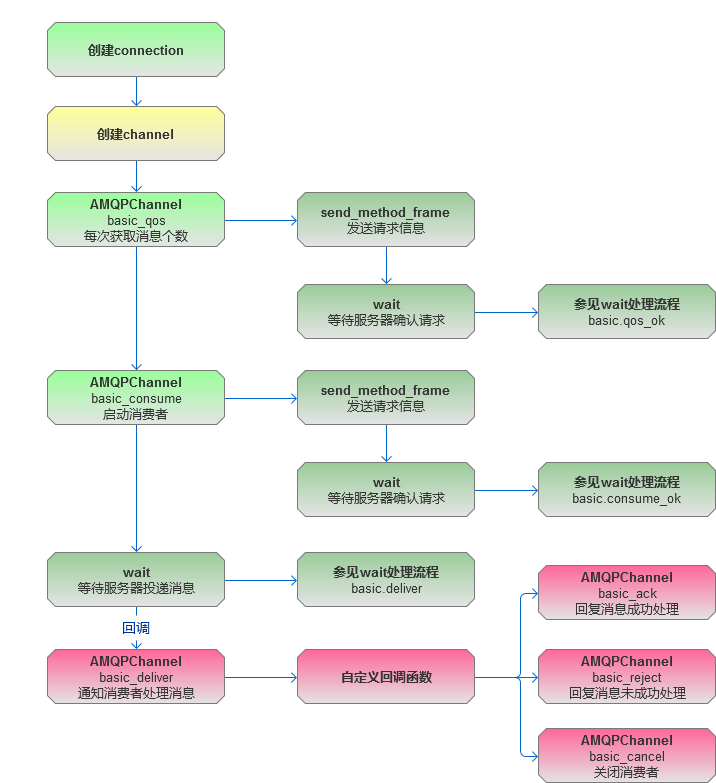 创建connection
创建channel
AMQPChannel
basic_qos
每次获取消息个数
send_method_frame
发送请求信息
wait
等待服务器确认请求
参见wait处理流程
basic.qos_ok
AMQPChannel
basic_consume
启动消费者
send_method_frame
发送请求信息
wait
等待服务器确认请求
参见wait处理流程
basic.consume_ok
wait
等待服务器投递消息
参见wait处理流程
basic.deliver
回调
AMQPChannel
basic_deliver
通知消费者处理消息
自定义回调函数
AMQPChannel
basic_ack
回复消息成功处理
AMQPChannel
basic_reject
回复消息未成功处理
AMQPChannel
basic_cancel
关闭消费者